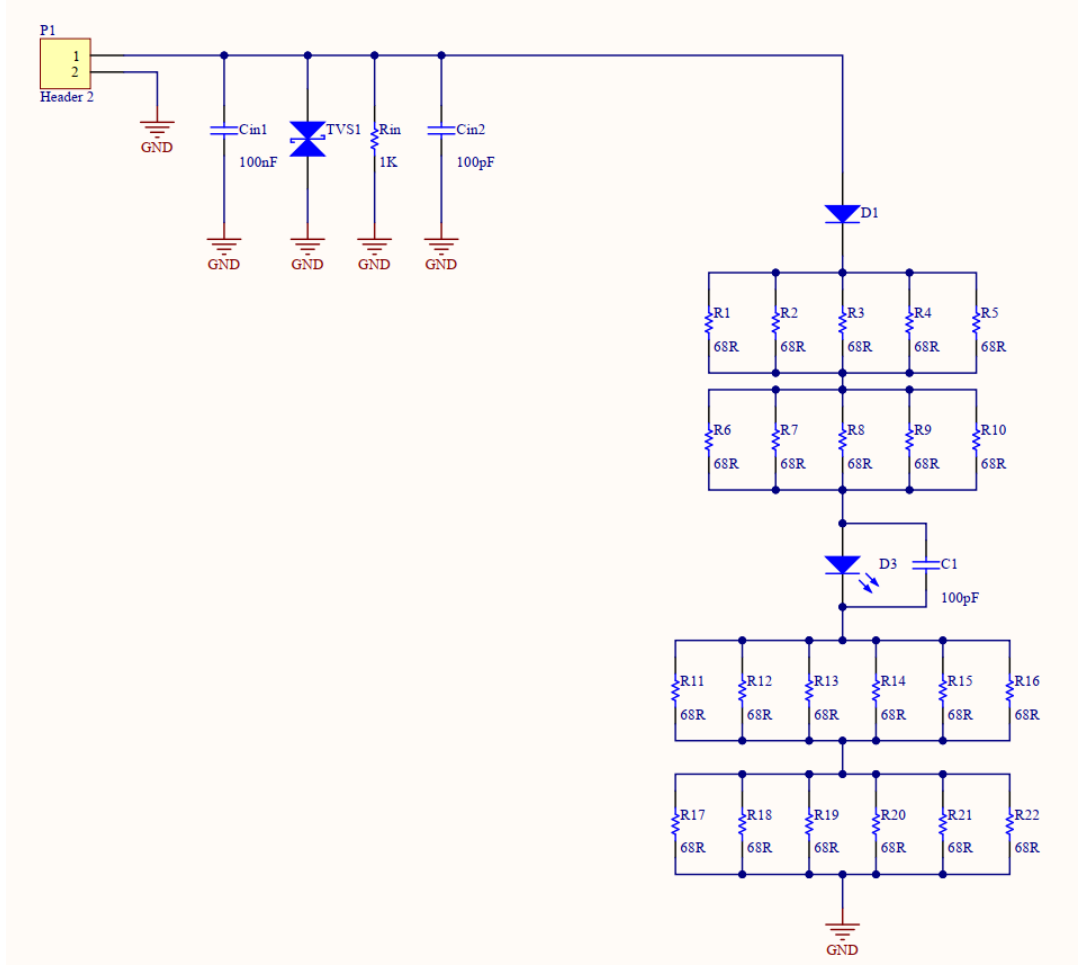 P1
1
2
Header 2
GND
Cin1
100nF
GND
TVS1
GND
Rin
1K
GND
Cin2
100pF
GND
D1
R1 R2 R3 R4 R5
68R 68R 68R 68R 68R
R6 R7 R8 R9 R10
68R 68R 68R 68R 68R
D3 C1
100pF
R11 R12 R13 R14 R15 R16
68R 68R 68R 68R 68R 68R
R17 R18 R19 R20 R21 R22
68R 68R 68R 68R 68R 68R
GND